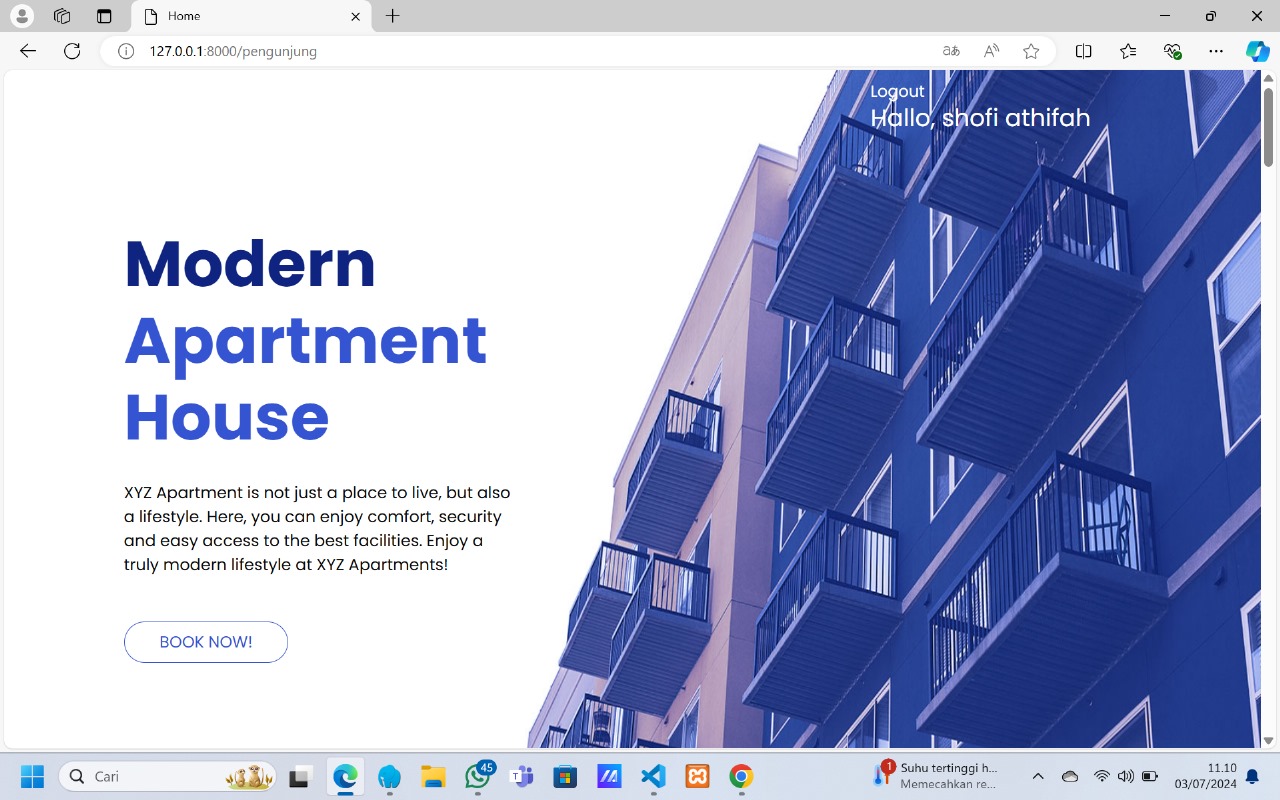 Home
127.0.0.1:8000/pengunjung
Logout
Hallo, shofi athifah
Modern
Apartment
House
XYZ Apartment is not just a place to live, but also
a lifestyle. Here, you can enjoy comfort, security
and easy access to the best facilities. Enjoy a
truly modern lifestyle at XYZ Apartments!
BOOK NOW!
Cari
45
1
Suhu tertinggi h...
Memecahkan re...
11.10
03/07/2024